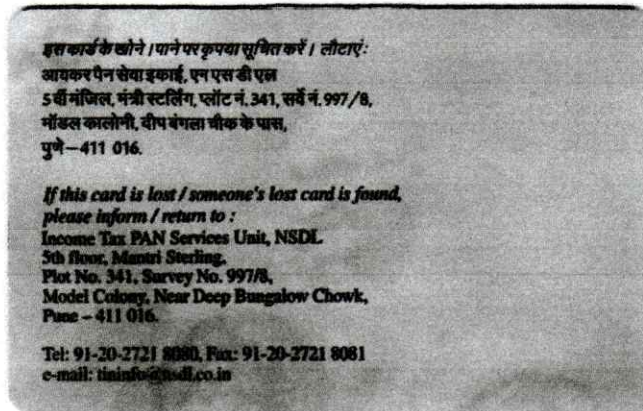 इस कार्ड के खोने / पाने पर कृपया सूचित करें / लौटाएं:
आयकर पैन सेवा इकाई, एन एस डी एल
5 वीं मंजिल, मंत्री स्टर्लिंग, प्लॉट नं. 341, सर्वे नं. 997/8,
मॉडल कालोनी, दीप बंगला चौक के पास,
पुणे – 411 016.
If this card is lost / someone's lost card is found,
please inform / return to :
Income Tax PAN Services Unit, NSDL
5th floor, Mantri Sterling,
Plot No. 341, Survey No. 997/8,
Model Colony, Near Deep Bungalow Chowk,
Pune – 411 016.
Tel: 91-20-2721 8080, Fax: 91-20-2721 8081
e-mail: tininfo@nsdl.co.in